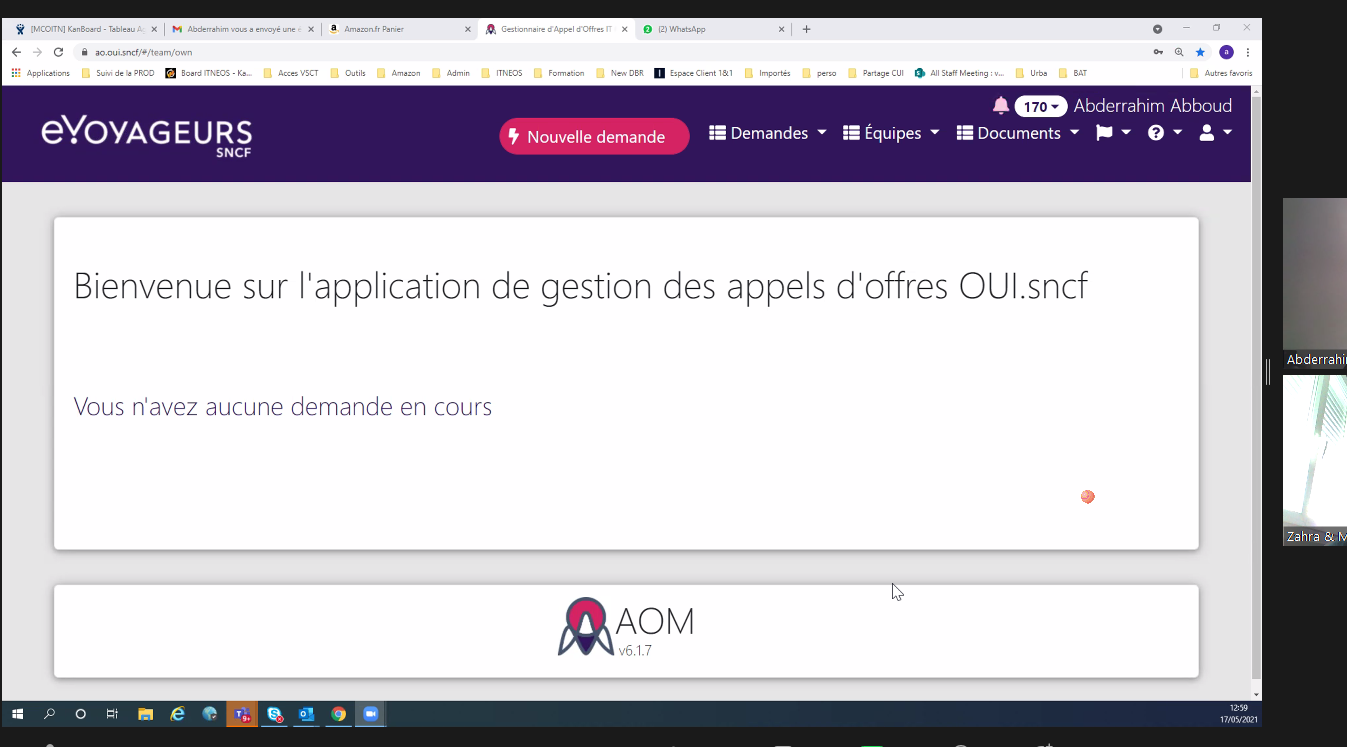 [MCOITN] KanBoard - Tableau
Abderrahim vous a envoyé une
Amazon.fr Panier
Gestionnaire d'Appel d'Offres IT
(2) WhatsApp
ao.oui.sncf/#/team/own
a
Applications
Suivi de la PROD
Board ITNEOS - Ka...
Acces VSCT
Outils
Amazon
Admin
ITNEOS
Formation
New DBR
Espace Client 1&1
Importés
perso
Partage CUI
All Staff Meeting : v...
Urba
BAT
Autres favoris
170
Abderrahim Abboud
eVOYAGEURS
SNCF
Nouvelle demande
Demandes
Équipes
Documents
Bienvenue sur l'application de gestion des appels d'offres OUI.sncf
Vous n'avez aucune demande en cours
AOM
v6.1.7
Abderrahi
Zahra & M
9+
12:59
17/05/2021